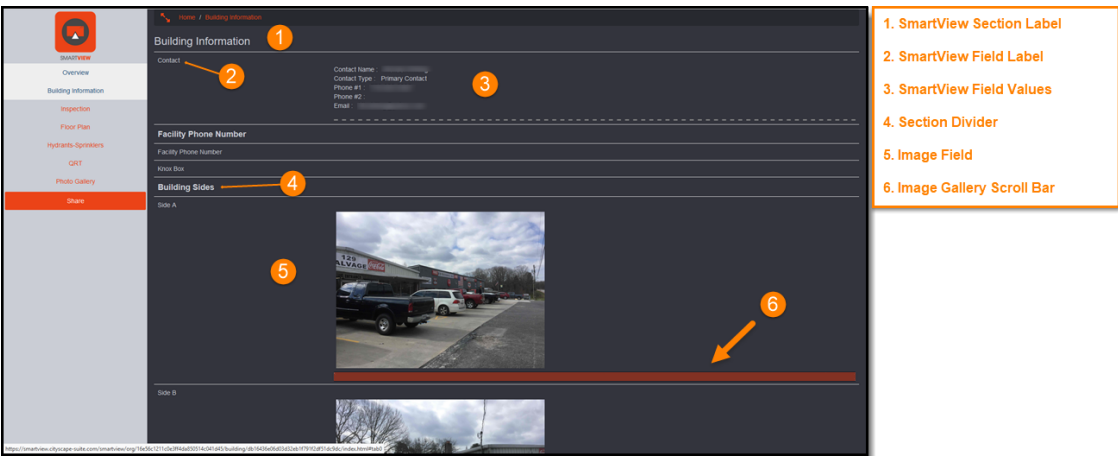 SMARTVIEW
Overview
Building Information
Inspection
Floor Plan
Hydrants-Sprinklers
QRT
Photo Gallery
Share
Home / Building Information
Building Information
1
Contact
2
Contact Name :
Contact Type : Primary Contact
Phone #1 :
Phone #2 :
Email :
3
Facility Phone Number
Facility Phone Number
Knox Box
Building Sides
4
Side A
5
129
ALVAGE
6
Side B
1. SmartView Section Label
2. SmartView Field Label
3. SmartView Field Values
4. Section Divider
5. Image Field
6. Image Gallery Scroll Bar